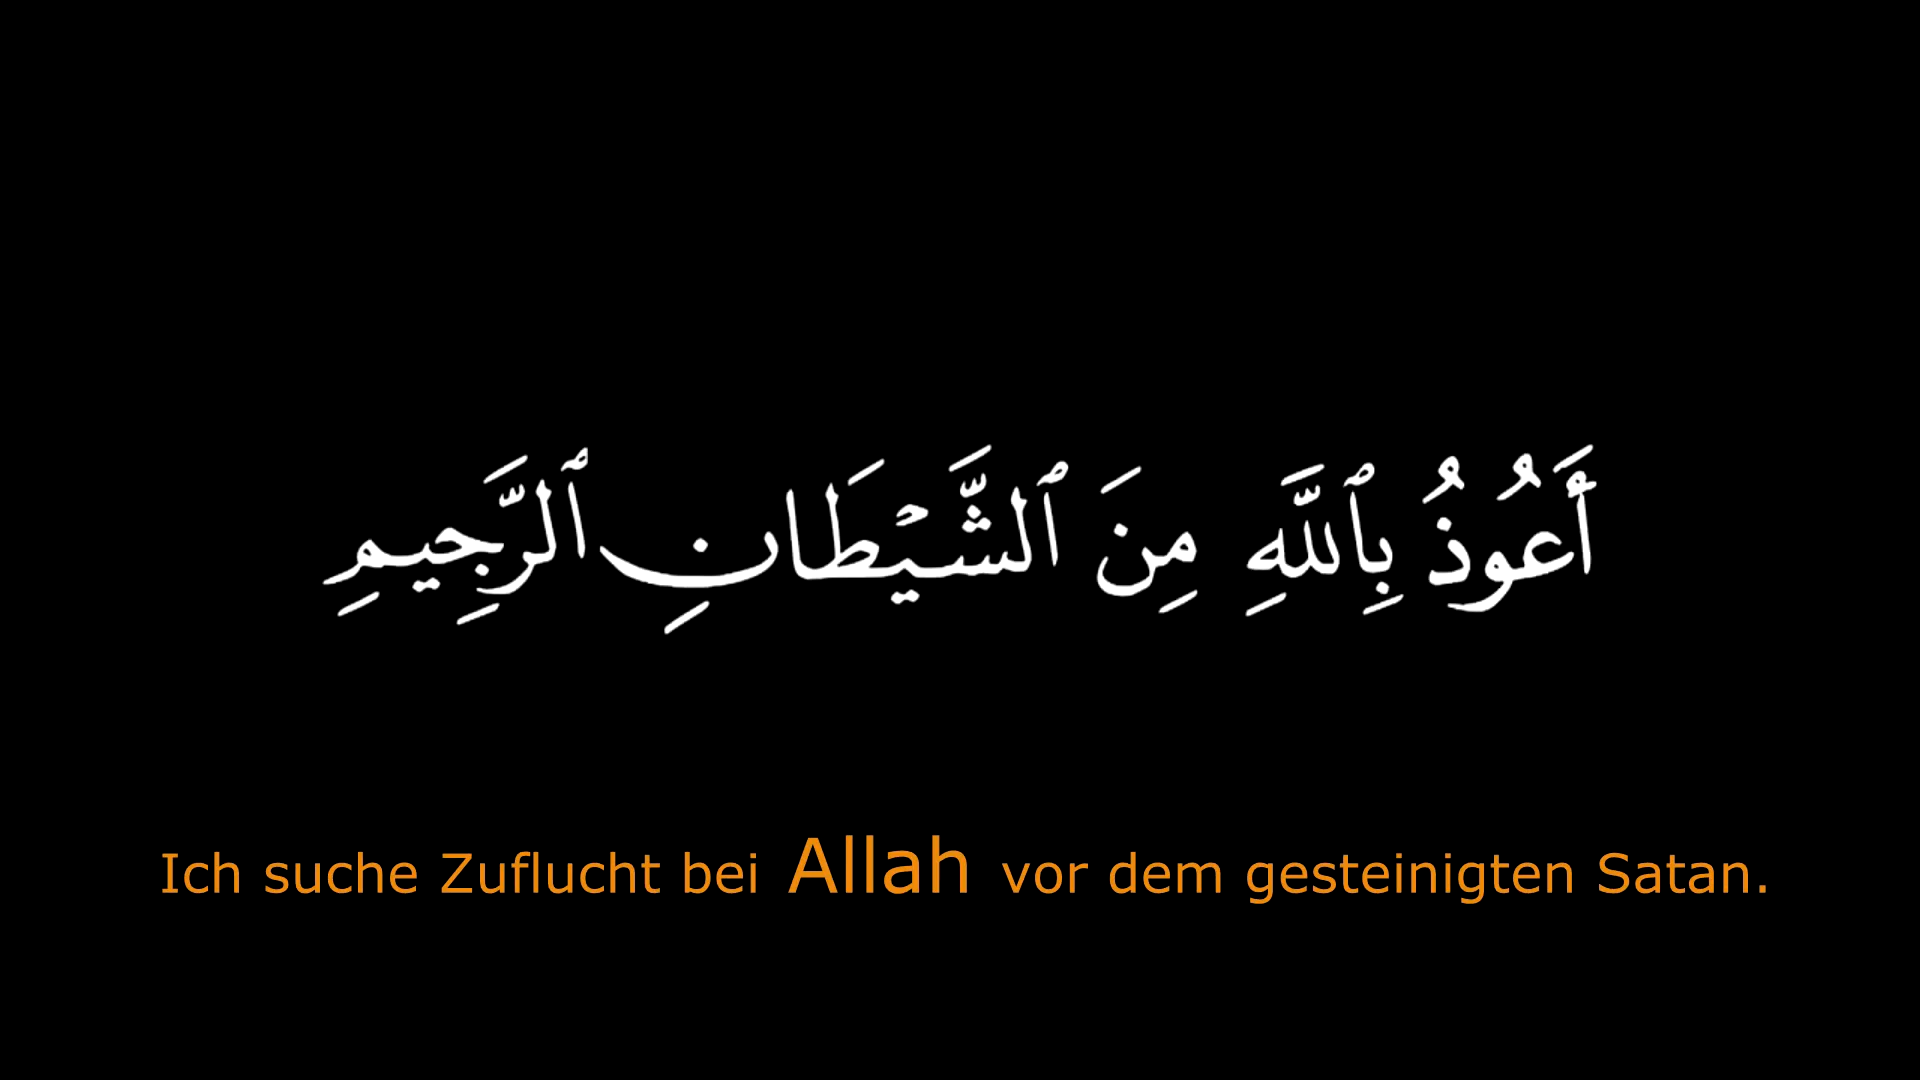 أَعُوذُ بِٱللَّهِ مِنَ ٱلشَّيْطَانِ ٱلرَّجِيمِ
Ich suche Zuflucht bei Allah vor dem gesteinigten Satan.